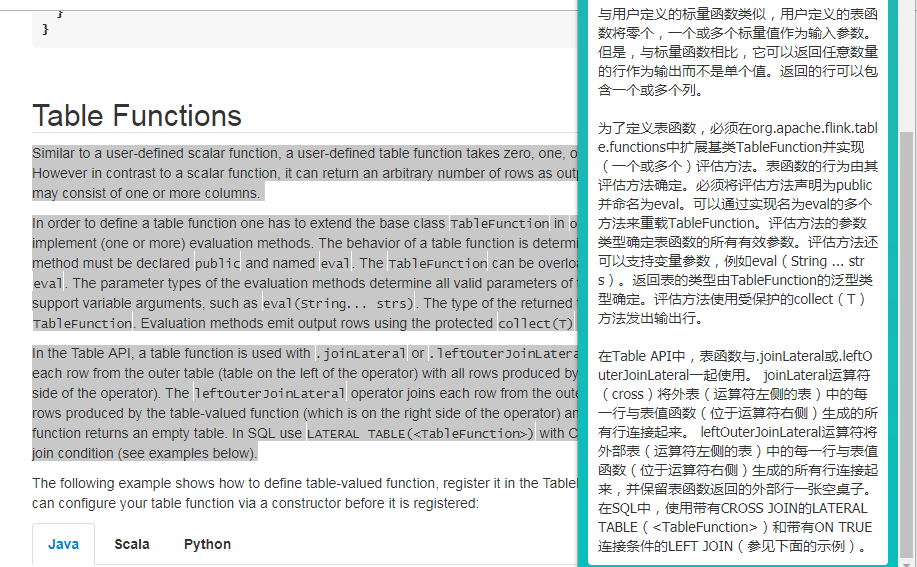 }
}
Table Functions
Similar to a user-defined scalar function, a user-defined table function takes zero, one, o
However in contrast to a scalar function, it can return an arbitrary number of rows as outp
may consist of one or more columns.
In order to define a table function one has to extend the base class TableFunction in o
implement (one or more) evaluation methods. The behavior of a table function is determi
method must be declared public and named eval. The TableFunction can be overloa
eval. The parameter types of the evaluation methods determine all valid parameters of t
support variable arguments, such as eval(String... strs). The type of the returned t
TableFunction. Evaluation methods emit output rows using the protected collect(T)
In the Table API, a table function is used with .joinLateral or .leftOuterJoinLatera
each row from the outer table (table on the left of the operator) with all rows produced by
side of the operator). The leftOuterJoinLateral operator joins each row from the oute
rows produced by the table-valued function (which is on the right side of the operator) an
function returns an empty table. In SQL use LATERAL TABLE(<TableFunction>) with C
join condition (see examples below).
The following example shows how to define table-valued function, register it in the Table
can configure your table function via a constructor before it is registered:
Java Scala Python
与用户定义的标量函数类似，用户定义的表函
数将零个，一个或多个标量值作为输入参数。
但是，与标量函数相比，它可以返回任意数量
的行作为输出而不是单个值。返回的行可以包
含一个或多个列。
为了定义表函数，必须在org.apache.flink.tabl
e.functions中扩展基类TableFunction并实现
（一个或多个）评估方法。表函数的行为由其
评估方法确定。必须将评估方法声明为public
并命名为eval。可以通过实现名为eval的多个
方法来重载TableFunction。评估方法的参数
类型确定表函数的所有有效参数。评估方法还
可以支持变量参数，例如eval（String ... str
s）。返回表的类型由TableFunction的泛型类
型确定。评估方法使用受保护的collect（T）
方法发出输出行。
在Table API中，表函数与.joinLateral或.leftO
uterJoinLateral一起使用。 joinLateral运算符
（cross）将外表（运算符左侧的表）中的每
一行与表值函数（位于运算符右侧）生成的所
有行连接起来。 leftOuterJoinLateral运算符将
外部表（运算符左侧的表）中的每一行与表值
函数（位于运算符右侧）生成的所有行连接起
来，并保留表函数返回的外部行一张空桌子。
在SQL中，使用带有CROSS JOIN的LATERAL
TABLE（<TableFunction>）和带有ON TRUE
连接条件的LEFT JOIN（参见下面的示例）。